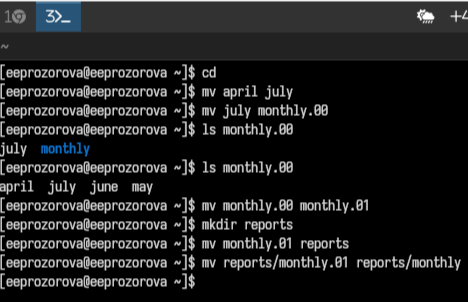 1
3>_ +4
~
[eeprozorova@eeprozorova ~]$ cd
[eeprozorova@eeprozorova ~]$ mv april july
[eeprozorova@eeprozorova ~]$ mv july monthly.00
[eeprozorova@eeprozorova ~]$ ls monthly.00
july monthly
[eeprozorova@eeprozorova ~]$ ls monthly.00
april july june may
[eeprozorova@eeprozorova ~]$ mv monthly.00 monthly.01
[eeprozorova@eeprozorova ~]$ mkdir reports
[eeprozorova@eeprozorova ~]$ mv monthly.01 reports
[eeprozorova@eeprozorova ~]$ mv reports/monthly.01 reports/monthly
[eeprozorova@eeprozorova ~]$